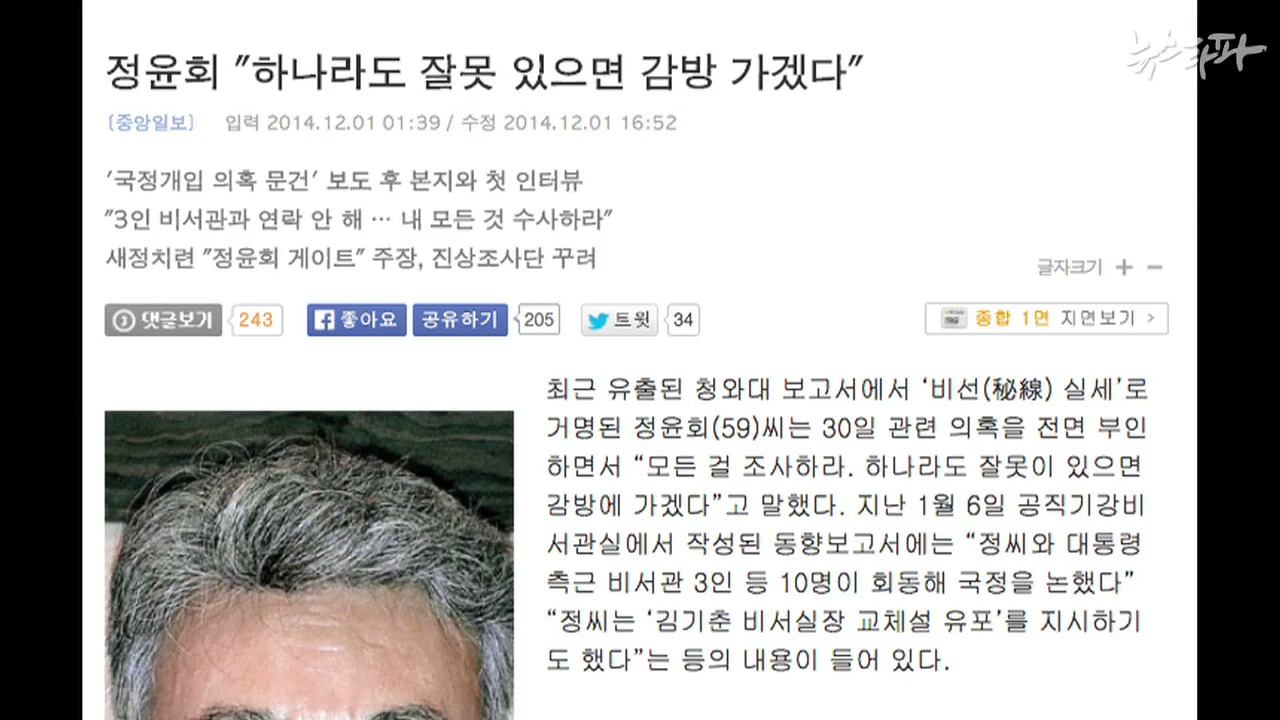 뉴스타파
정윤회 "하나라도 잘못 있으면 감방 가겠다"
[중앙일보] 입력 2014.12.01 01:39 / 수정 2014.12.01 16:52
'국정개입 의혹 문건' 보도 후 본지와 첫 인터뷰
"3인 비서관과 연락 안 해 … 내 모든 것 수사하라"
새정치련 "정윤회 게이트" 주장, 진상조사단 꾸려
글자크기 + -
댓글보기 243 좋아요 공유하기 205 트윗 34 종합 1면 지면보기 >
최근 유출된 청와대 보고서에서 ‘비선(秘線) 실세’로
거명된 정윤회(59)씨는 30일 관련 의혹을 전면 부인
하면서 “모든 걸 조사하라. 하나라도 잘못이 있으면
감방에 가겠다”고 말했다. 지난 1월 6일 공직기강비
서관실에서 작성된 동향보고서에는 “정씨와 대통령
측근 비서관 3인 등 10명이 회동해 국정을 논했다”
“정씨는 ‘김기춘 비서실장 교체설 유포’를 지시하기
도 했다”는 등의 내용이 들어 있다.